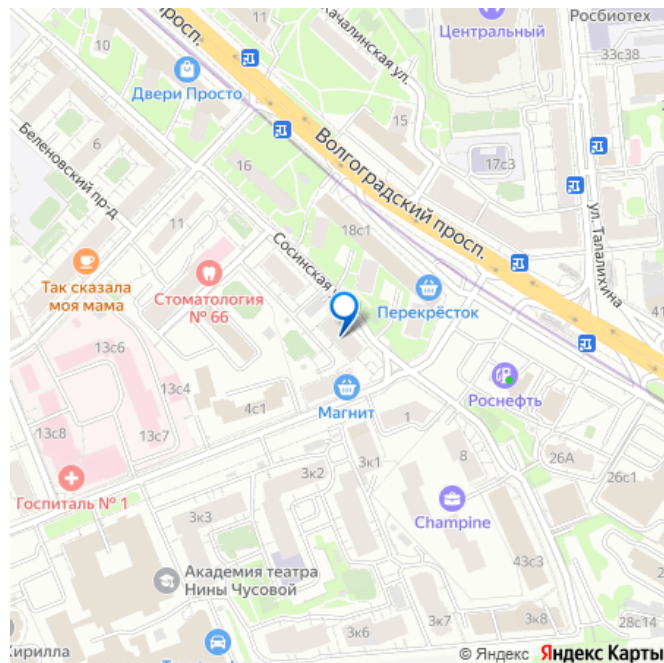 просп.
Качалинская ул.
Центральный
Росбиотех
33с38
10
Двери Просто
15
17с3
Беленовский пр-д
6
16
Волгоградский просп.
ул. Талалихина
11
18с1
Сосинская
Так сказала
моя мама
Стоматология
№ 66
Перекрёсток
41
13с6
13с4
Магнит
Роснефть
4с1
1
13с8
13с7
3к1
8
26А
3к2
26с1
Госпиталь № 1
3к3
Champine
43с3
Академия театра
Нины Чусовой
3к6
3к7
3к8
28с14
Кирилла
© Яндекс Яндекс Карты